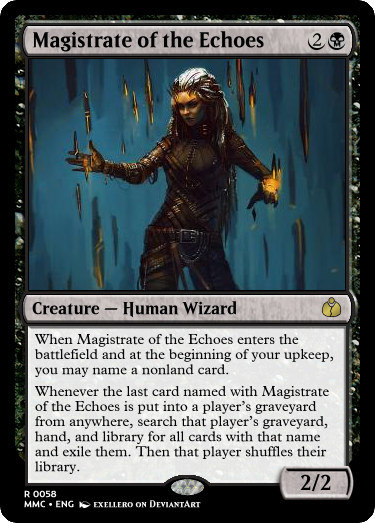 Magistrate of the Echoes 2
Creature — Human Wizard
When Magistrate of the Echoes enters the
battlefield and at the beginning of your upkeep,
you may name a nonland card.
Whenever the last card named with Magistrate
of the Echoes is put into a player's graveyard
from anywhere, search that player's graveyard,
hand, and library for all cards with that name
and exile them. Then that player shuffles their
library.
2/2
R 0058
MMC • ENG EXELLERO ON DEVIANTART